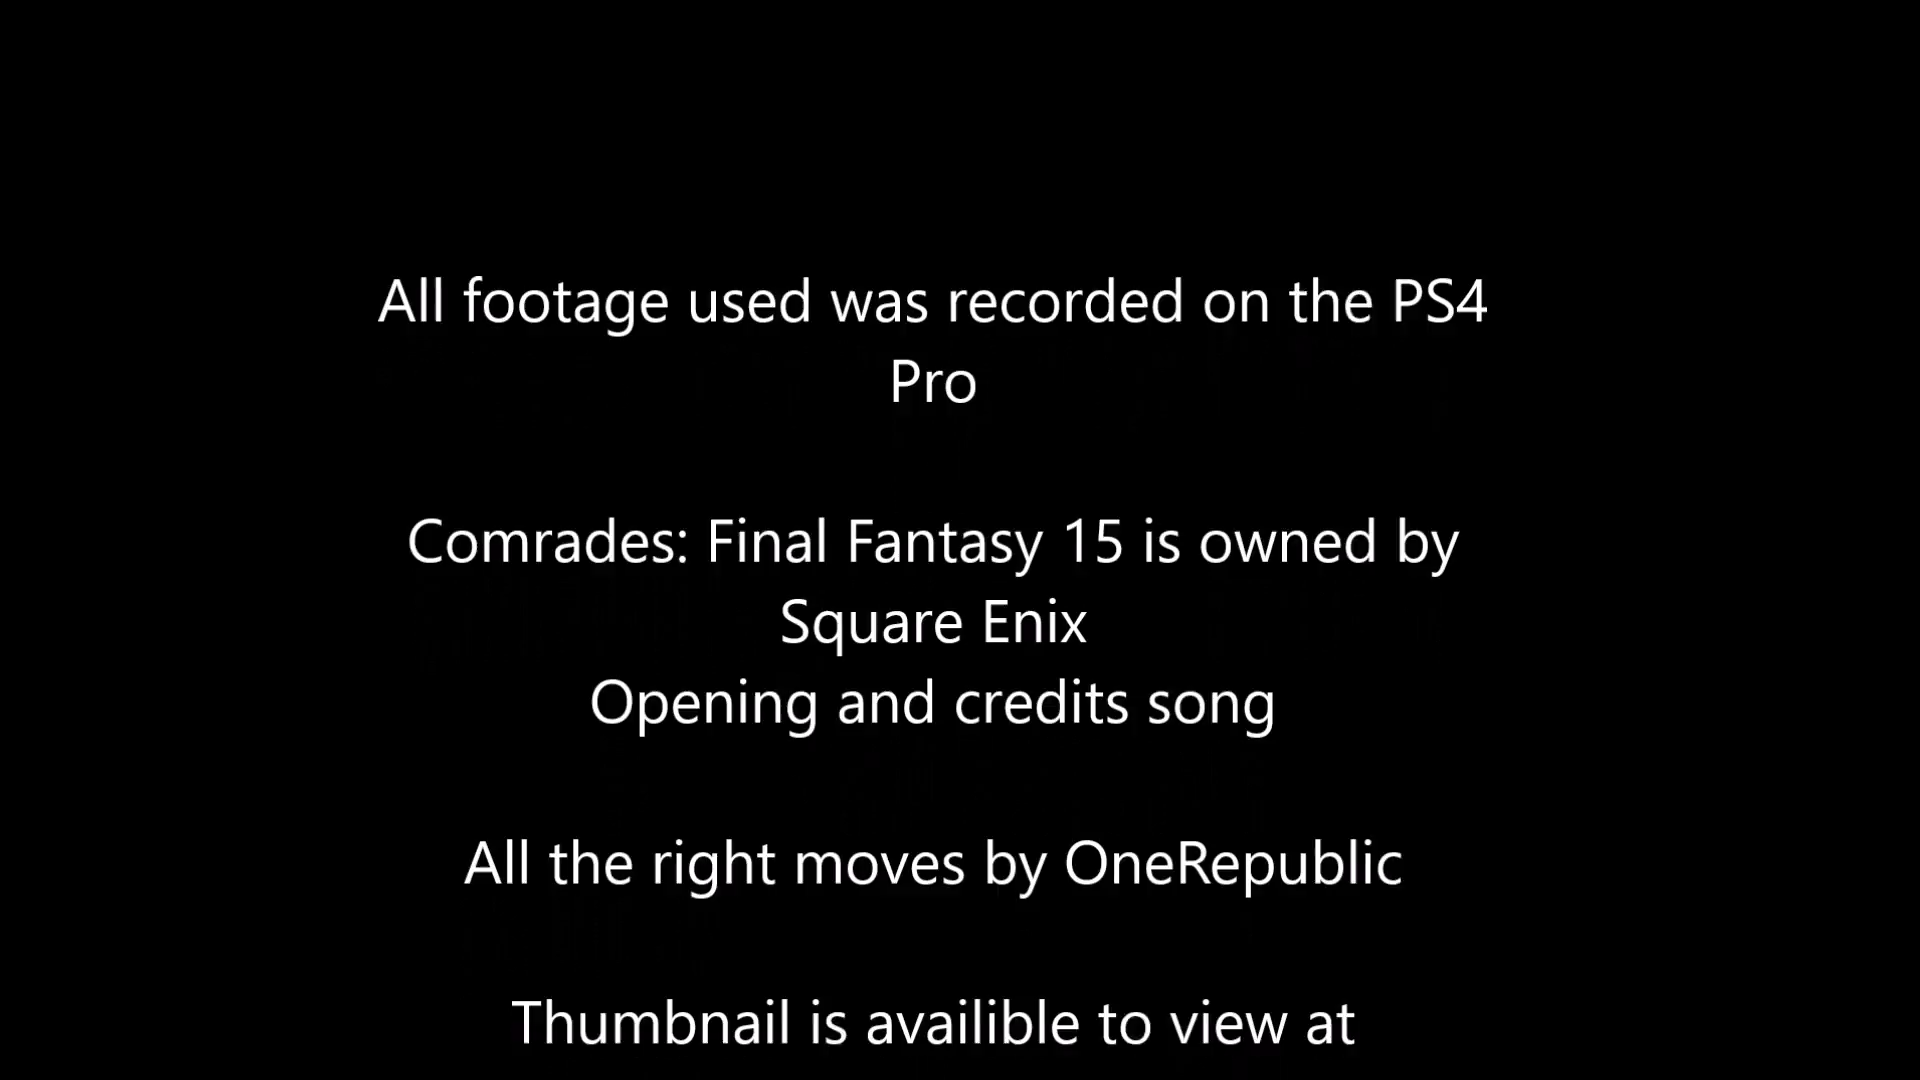 All footage used was recorded on the PS4
Pro
Comrades: Final Fantasy 15 is owned by
Square Enix
Opening and credits song
All the right moves by OneRepublic
Thumbnail is availible to view at